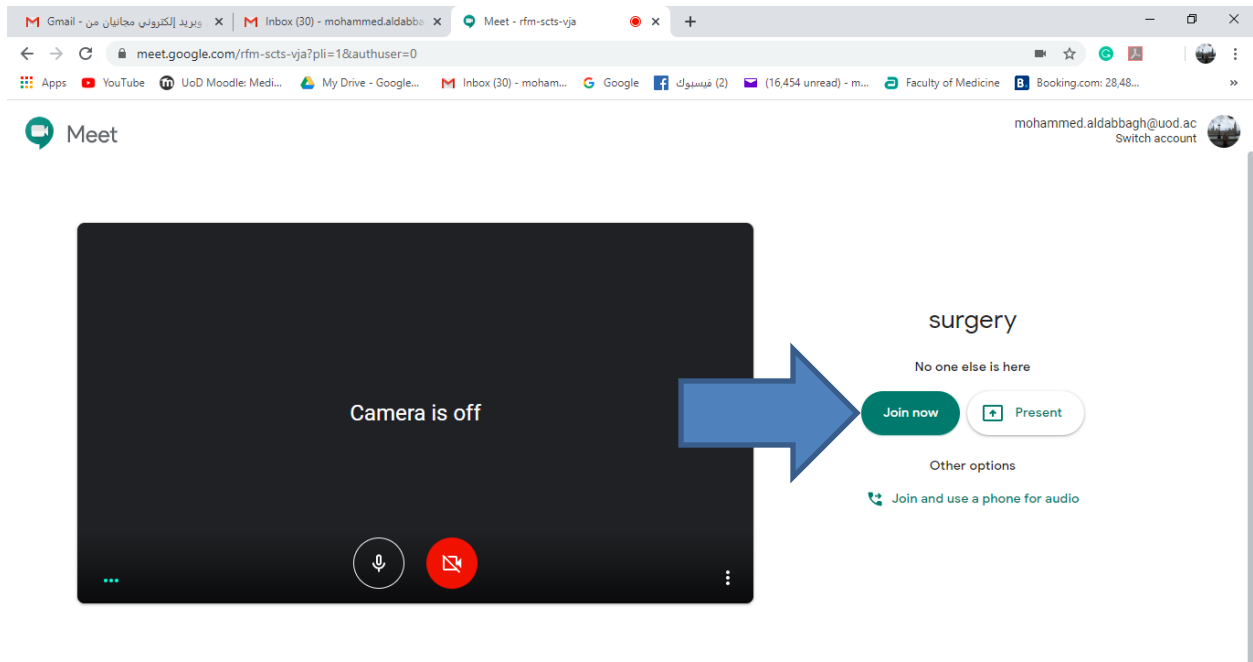 Gmail - وبريد إلكتروني مجانيان من
Inbox (30) - mohammed.aldabba
Meet - rfm-scts-vja
meet.google.com/rfm-scts-vja?pli=1&authuser=0
Apps
YouTube
UoD Moodle: Medi...
My Drive - Google...
Inbox (30) - moham...
Google
(2) فيسبوك
(16,454 unread) - m...
Faculty of Medicine
Booking.com: 28,48...
Meet
mohammed.aldabbagh@uod.ac
Switch account
Camera is off
surgery
No one else is here
Join now
Present
Other options
Join and use a phone for audio